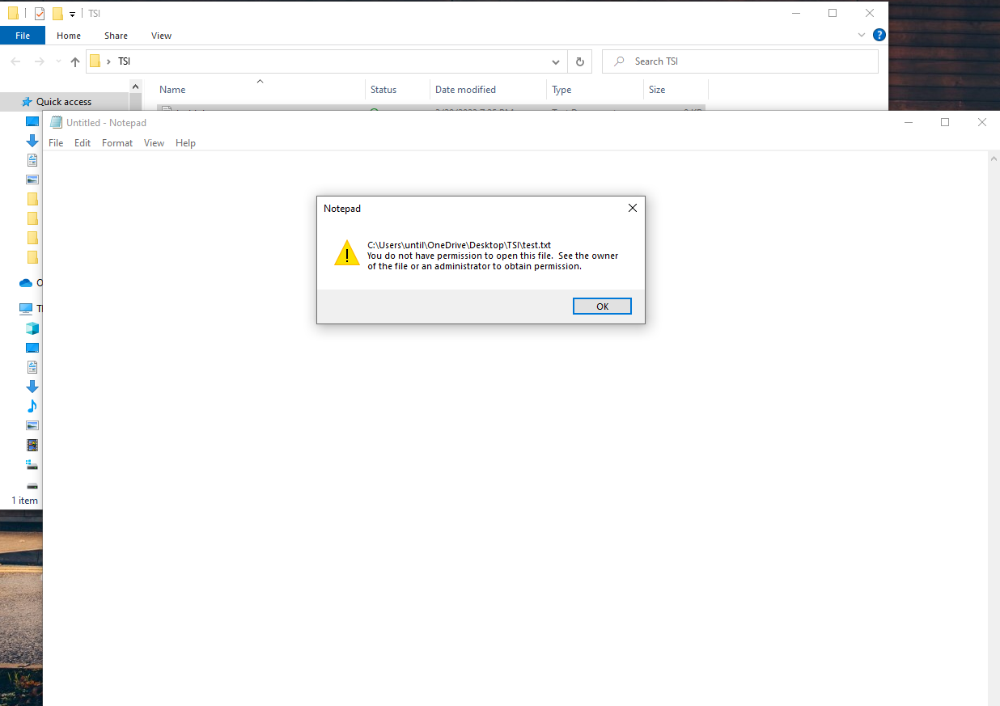 TSI
File Home Share View
TSI
Search TSI
Name Status Date modified Type Size
Quick access
Untitled - Notepad
File Edit Format View Help
Notepad
C:\Users\until\OneDrive\Desktop\TSI\test.txt
You do not have permission to open this file. See the owner
of the file or an administrator to obtain permission.
OK
1 item